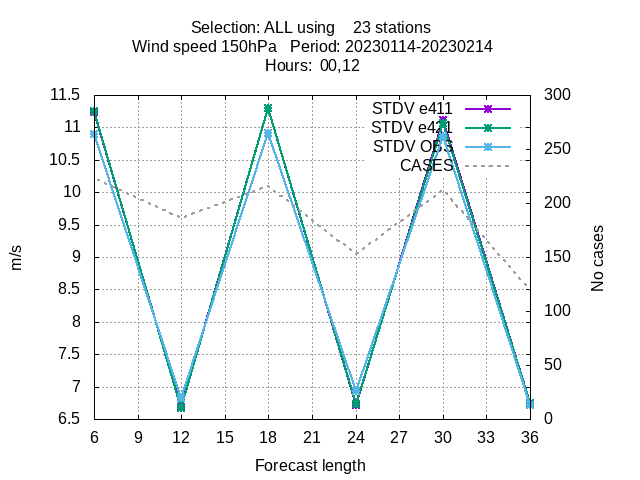 Selection: ALL using 23 stations
Wind speed 150hPa Period: 20230114-20230214
Hours: 00,12
STDV e411
STDV e421
STDV OBS
CASES
11.5
11
10.5
10
9.5
9
8.5
8
7.5
7
6.5
300
250
200
150
100
50
0
m/s
No cases
6 9 12 15 18 21 24 27 30 33 36
Forecast length